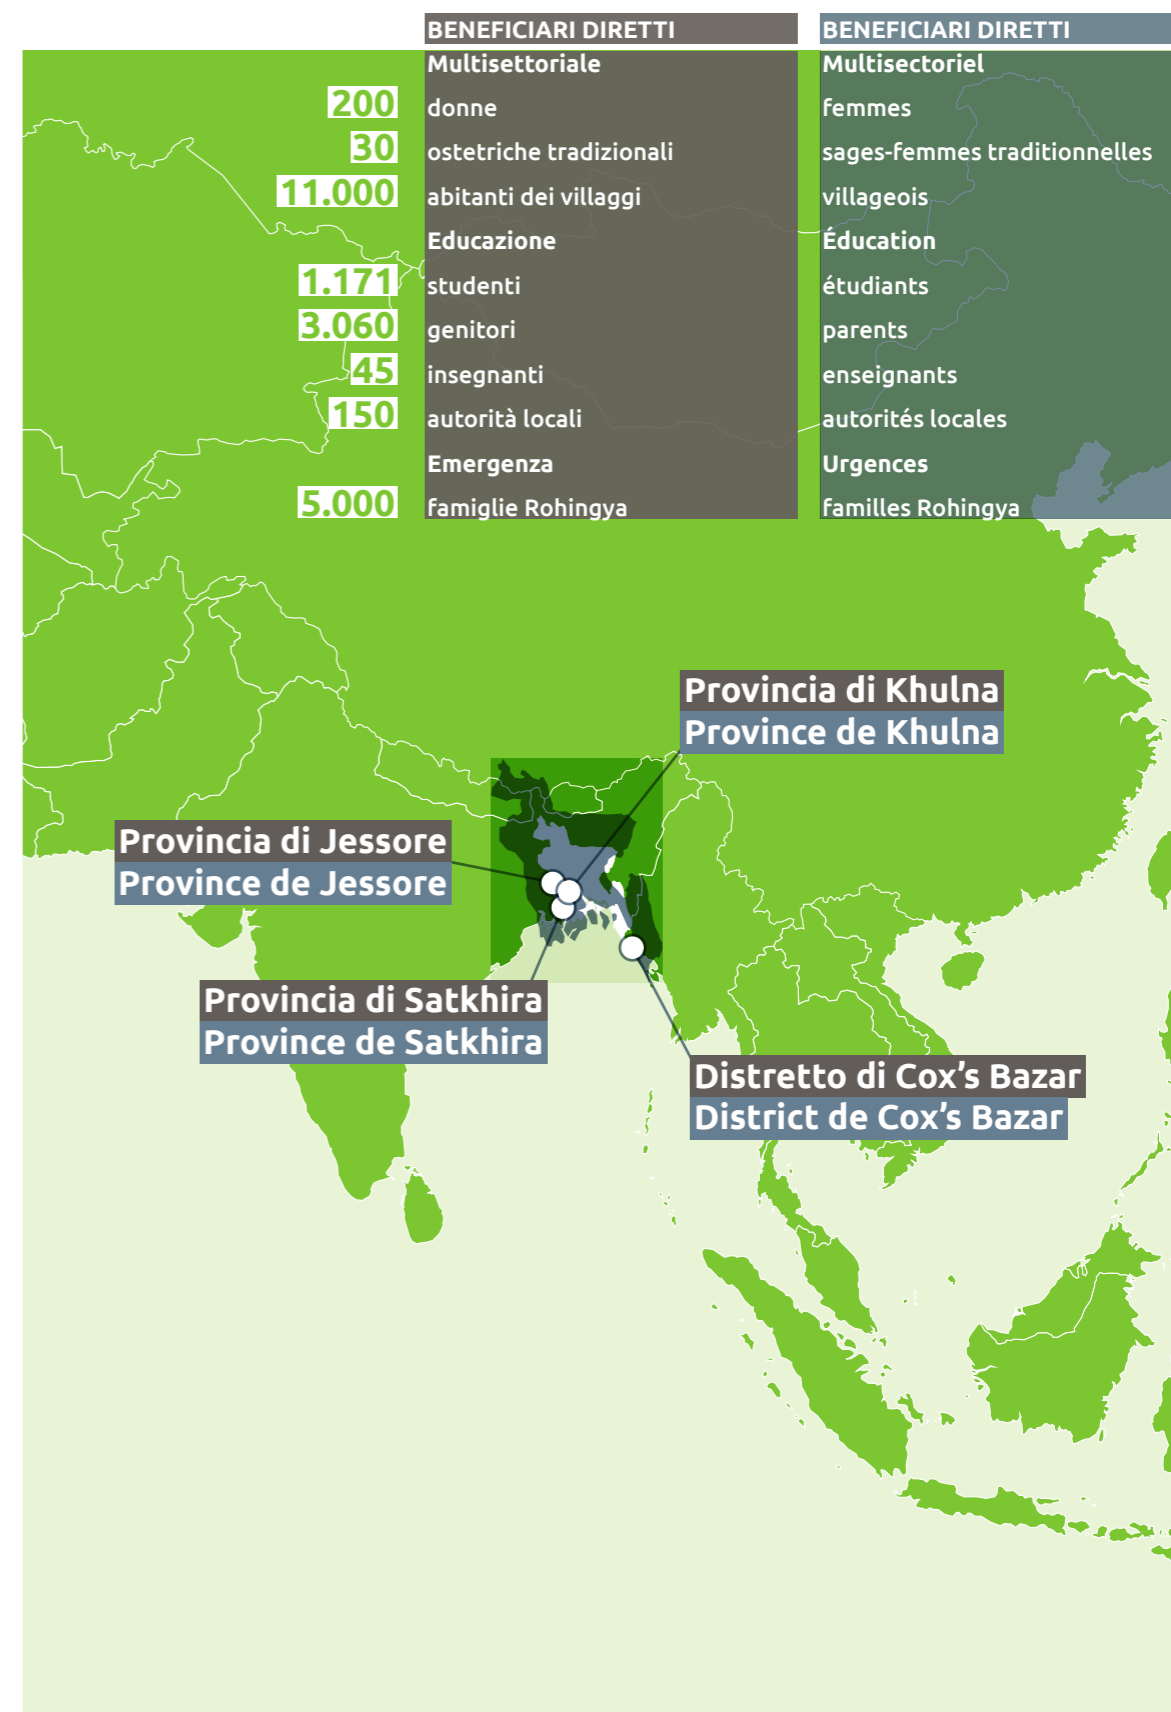 BENEFICIARI DIRETTI BENEFICIARI DIRETTI
Multisettoriale Multisectoriel
200 donne femmes
30 ostetriche tradizionali sages-femmes traditionnelles
11.000 abitanti dei villaggi villageois
Educazione Éducation
1.171 studenti étudiants
3.060 genitori parents
45 insegnanti enseignants
150 autorità locali autorités locales
Emergenza Urgences
5.000 famiglie Rohingya familles Rohingya
Provincia di Khulna
Province de Khulna
Provincia di Jessore
Province de Jessore
Provincia di Satkhira
Province de Satkhira
Distretto di Cox’s Bazar
District de Cox’s Bazar